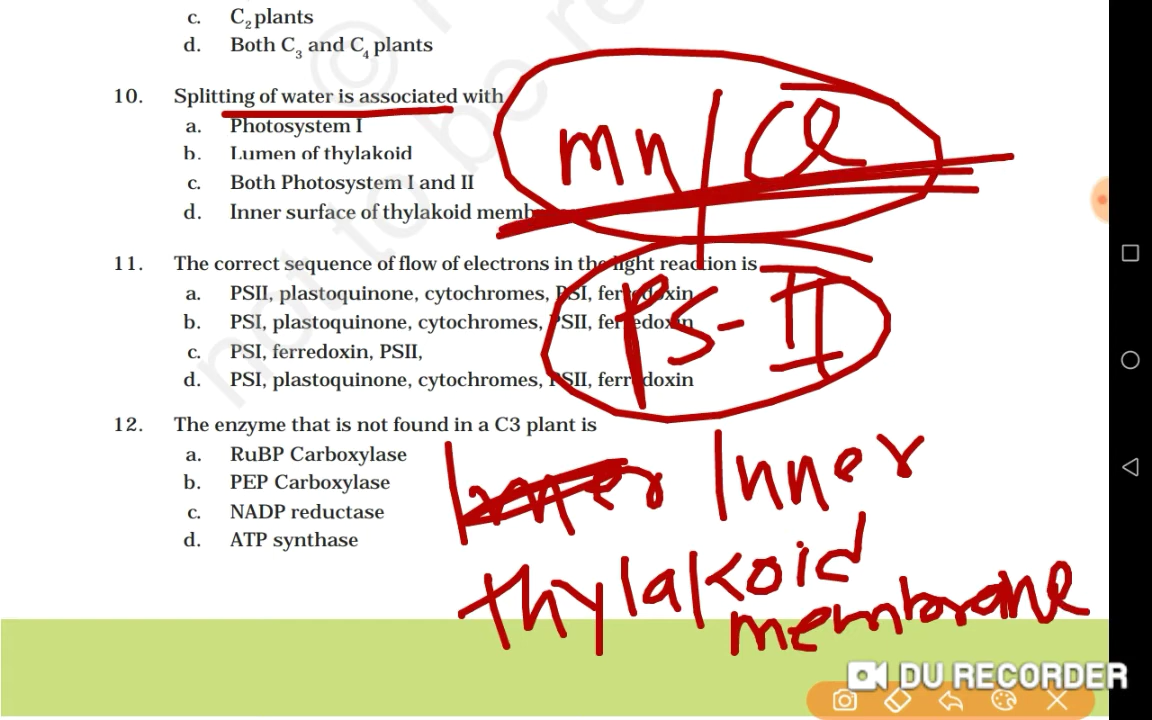 c. C₂ plants
d. Both C₃ and C₄ plants
10. Splitting of water is associated with
a. Photosystem I
b. Lumen of thylakoid
c. Both Photosystem I and II
d. Inner surface of thylakoid memb
mn / Cl
11. The correct sequence of flow of electrons in the light reaction is
a. PSII, plastoquinone, cytochromes, PSI, ferredoxin
b. PSI, plastoquinone, cytochromes, PSII, ferredoxin
c. PSI, ferredoxin, PSII,
d. PSI, plastoquinone, cytochromes, PSII, ferredoxin
PS-II
12. The enzyme that is not found in a C3 plant is
a. RuBP Carboxylase
b. PEP Carboxylase
c. NADP reductase
d. ATP synthase
Inner
thylakoid
membrane
DU RECORDER
© 
not to be re